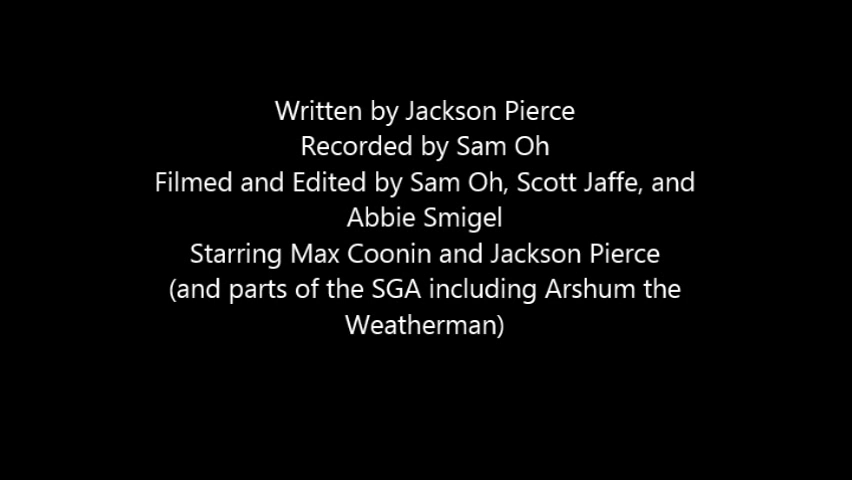 Written by Jackson Pierce
Recorded by Sam Oh
Filmed and Edited by Sam Oh, Scott Jaffe, and
Abbie Smigel
Starring Max Coonin and Jackson Pierce
(and parts of the SGA including Arshum the
Weatherman)